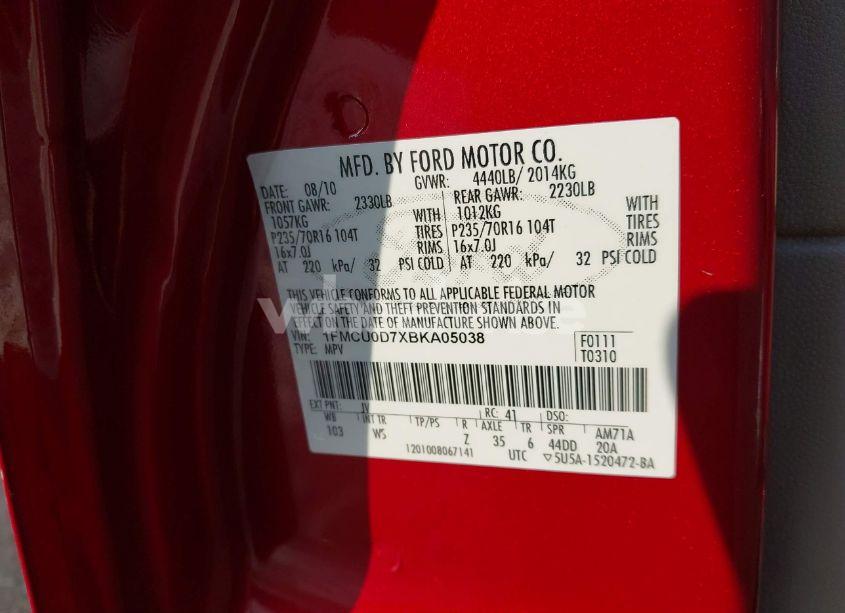 MFD. BY FORD MOTOR CO.
DATE: 08/10 GVWR: 4440LB/ 2014KG
FRONT GAWR: 2330LB REAR GAWR: 2230LB
1057KG WITH 1012KG WITH
P235/70R16 104T TIRES P235/70R16 104T TIRES
16x7.0J RIMS 16x7.0J RIMS
AT 220 kPa/ 32 PSI COLD AT 220 kPa/ 32 PSI COLD
THIS VEHICLE CONFORMS TO ALL APPLICABLE FEDERAL MOTOR
VEHICLE SAFETY AND THEFT PREVENTION STANDARDS IN
EFFECT ON THE DATE OF MANUFACTURE SHOWN ABOVE.
VIN: 1FMCU0D7XBKA05038 F0111
TYPE: MPV T0310
EXT PNT: JV RC: 41 DSO:
WB INT TR TP/PS R AXLE TR SPR AM71A
103 WS Z 35 6 44DD 20A
1201008067141 UTC ▽5U5A-1520472-BA